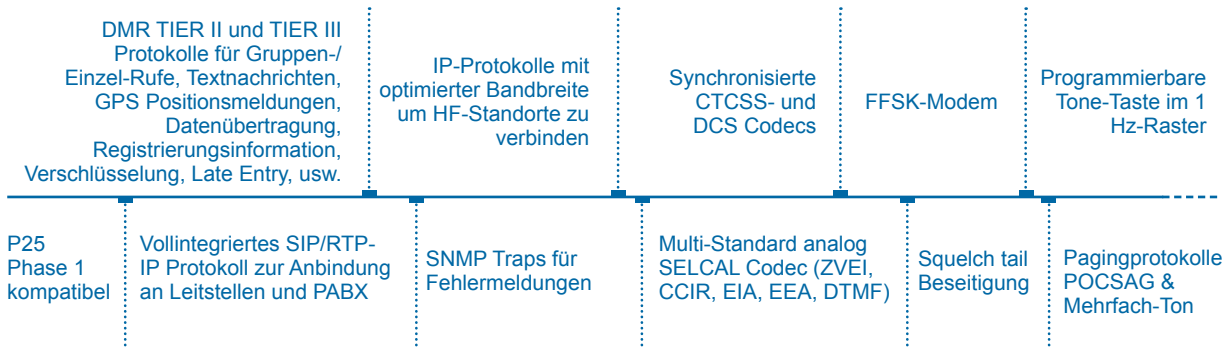 DMR TIER II und TIER III
Protokolle für Gruppen-/
Einzel-Rufe, Textnachrichten,
GPS Positionsmeldungen,
Datenübertragung,
Registrierungsinformation,
Verschlüsselung, Late Entry, usw.
IP-Protokolle mit
optimierter Bandbreite
um HF-Standorte zu
verbinden
Synchronisierte
CTCSS- und
DCS Codecs
FFSK-Modem
Programmierbare
Tone-Taste im 1
Hz-Raster
P25
Phase 1
kompatibel
Vollintegriertes SIP/RTP-
IP Protokoll zur Anbindung
an Leitstellen und PABX
SNMP Traps für
Fehlermeldungen
Multi-Standard analog
SELCAL Codec (ZVEI,
CCIR, EIA, EEA, DTMF)
Squelch tail
Beseitigung
Pagingprotokolle
POCSAG &
Mehrfach-Ton